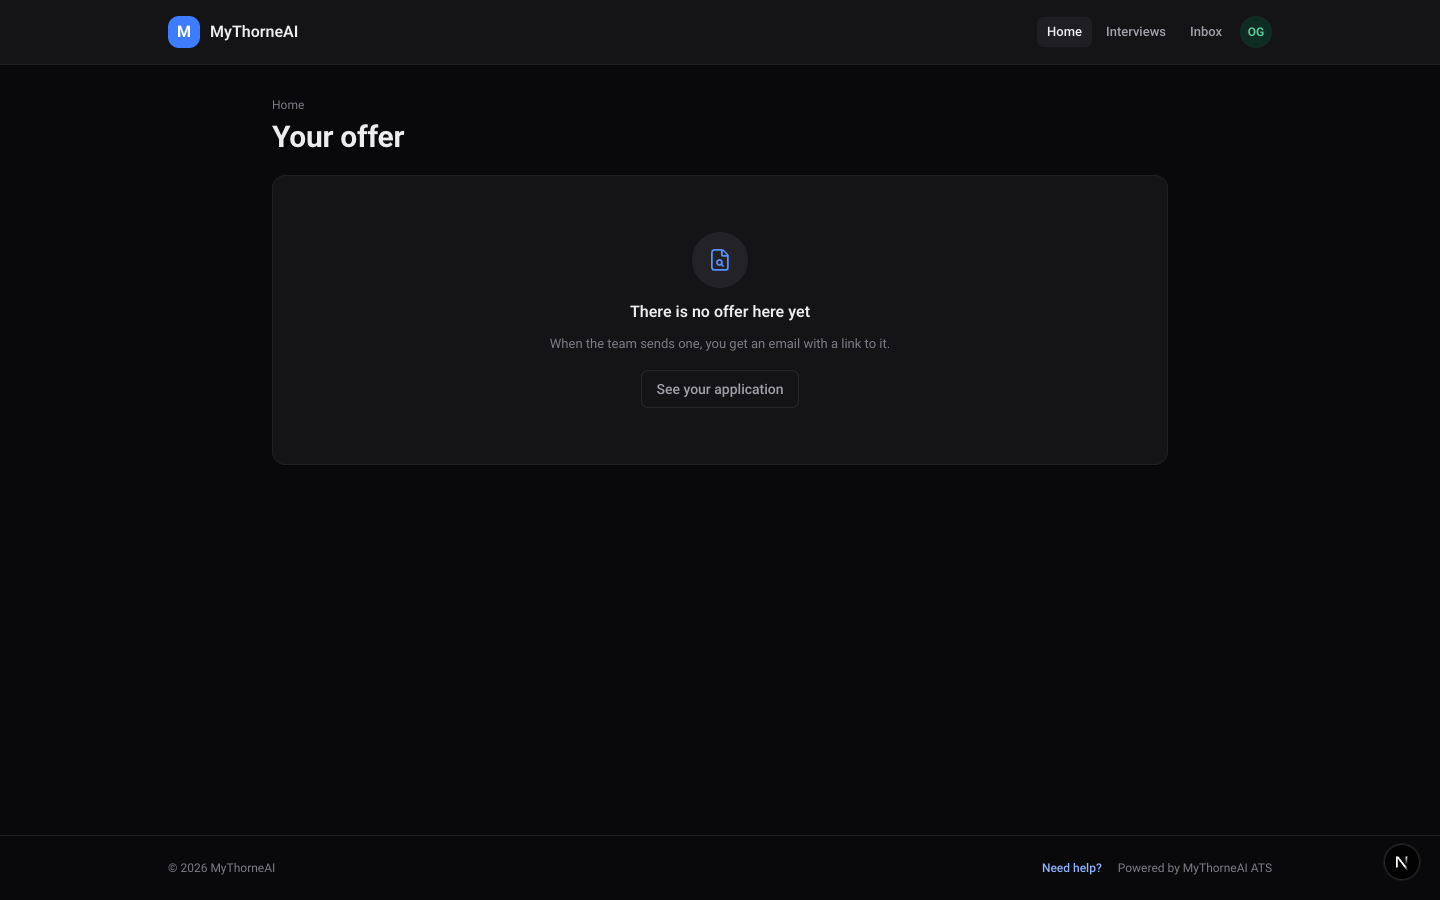 M MyThorneAI
Home Interviews Inbox OG
Home
Your offer
There is no offer here yet
When the team sends one, you get an email with a link to it.
See your application
© 2026 MyThorneAI
Need help? Powered by MyThorneAI ATS
N